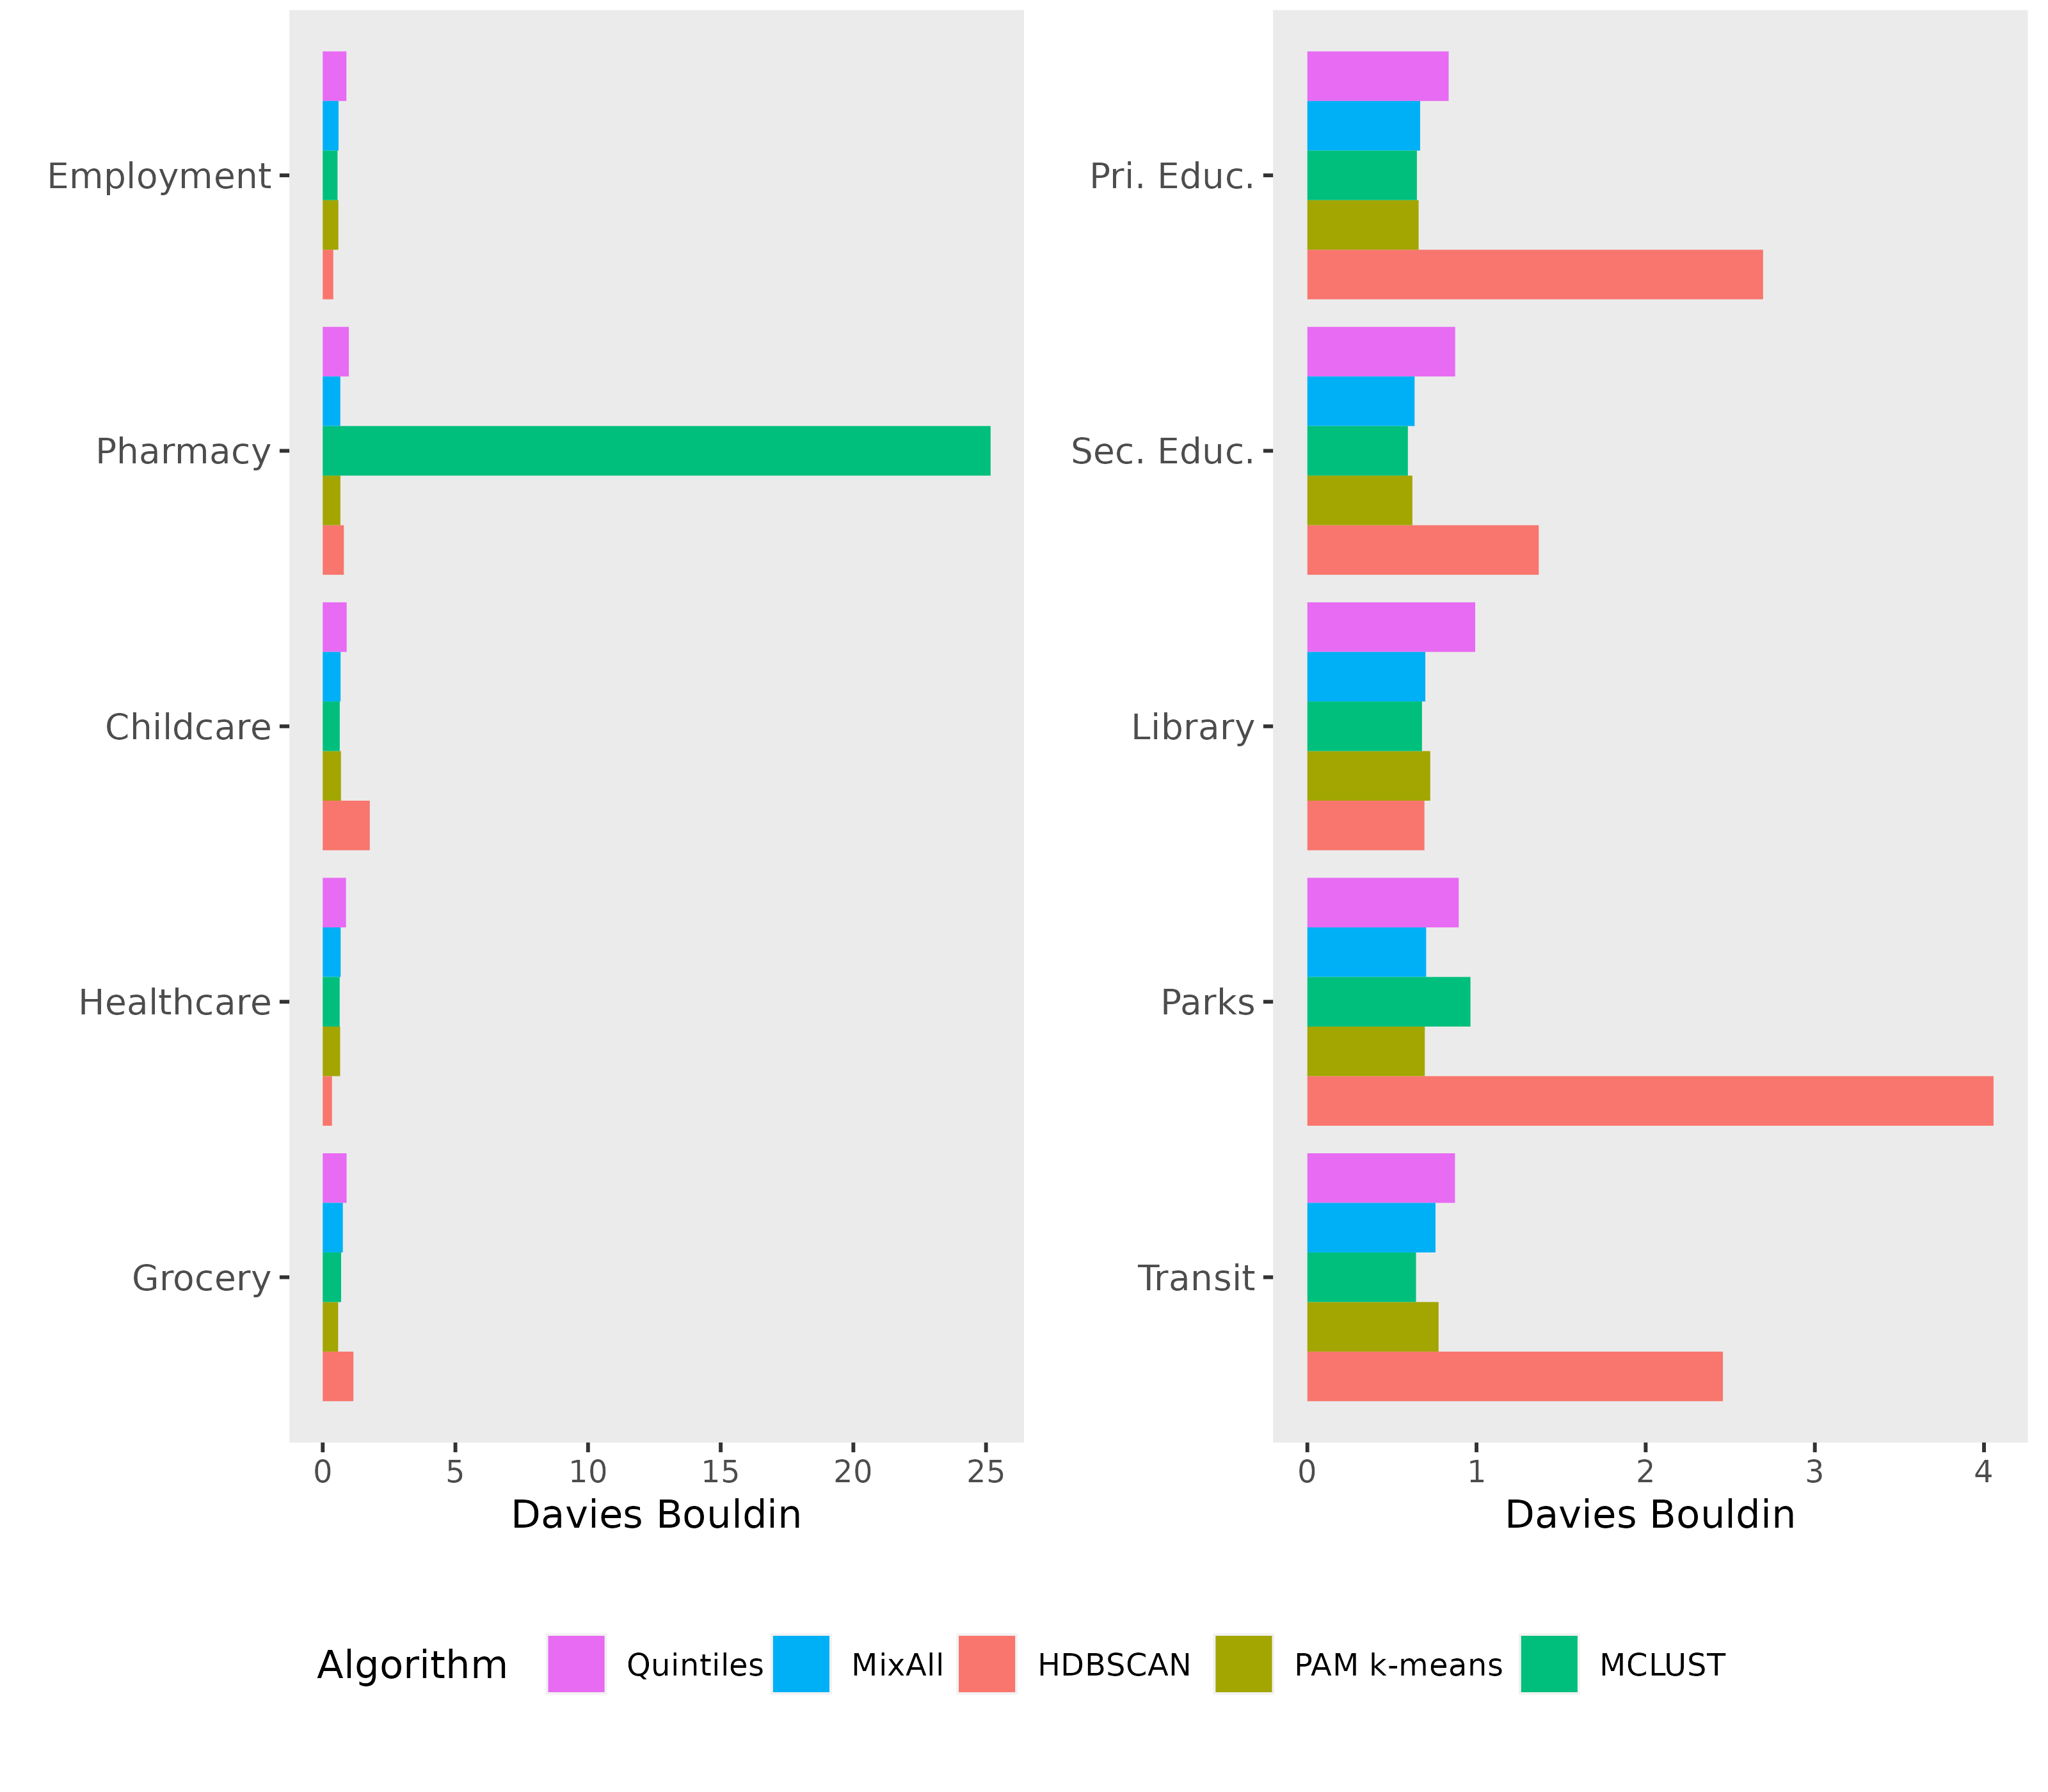 Employment
Pharmacy
Childcare
Healthcare
Grocery
0 5 10 15 20 25
Davies Bouldin
Pri. Educ.
Sec. Educ.
Library
Parks
Transit
0 1 2 3 4
Davies Bouldin
Algorithm Quintiles MixAll HDBSCAN PAM k-means MCLUST